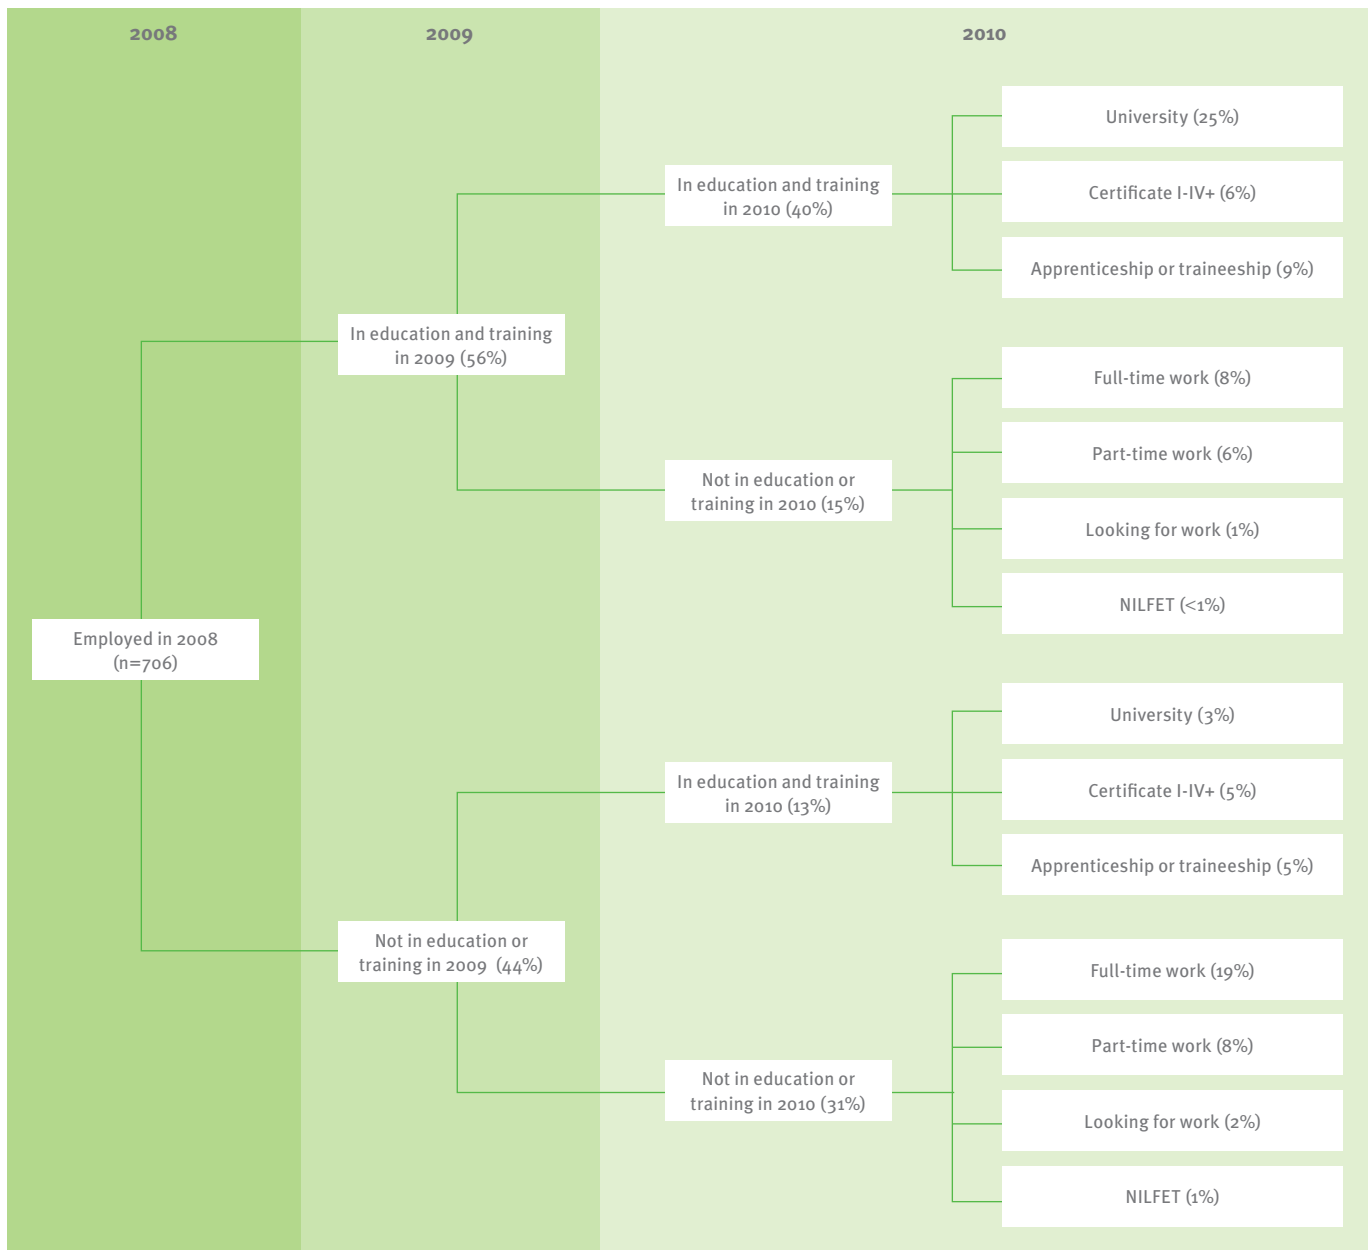 2008
2009
2010
University (25%)
In education and training
in 2010 (40%)
Certificate I-IV+ (6%)
Apprenticeship or traineeship (9%)
In education and training
in 2009 (56%)
Full-time work (8%)
Part-time work (6%)
Not in education or
training in 2010 (15%)
Looking for work (1%)
NILFET (<1%)
Employed in 2008
(n=706)
University (3%)
In education and training
in 2010 (13%)
Certificate I-IV+ (5%)
Apprenticeship or traineeship (5%)
Not in education or
training in 2009 (44%)
Full-time work (19%)
Part-time work (8%)
Not in education or
training in 2010 (31%)
Looking for work (2%)
NILFET (1%)